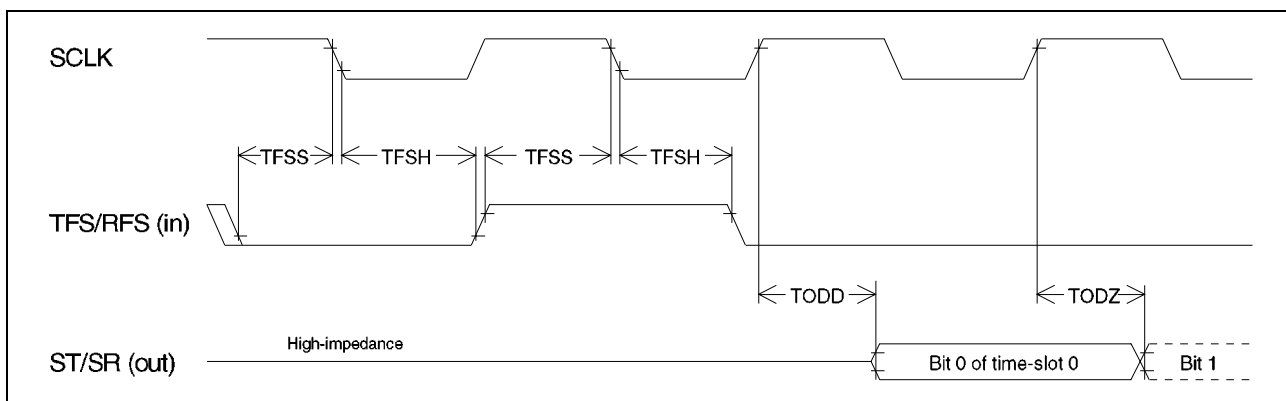 SCLK
TFSS TFSH TFSS TFSH
TFS/RFS (in)
TODD TODZ
High-impedance
ST/SR (out) Bit 0 of time-slot 0 Bit 1